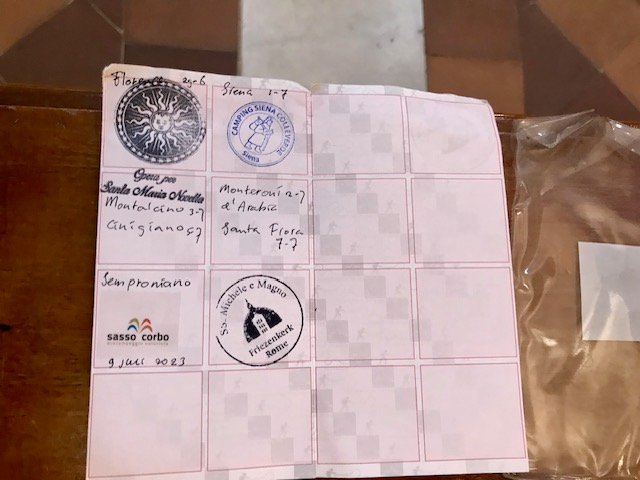 Florence 29-6
Opera per
Santa Maria Novella
Siena 1-7
CAMPING SIENA COLLEVERDE
Siena
Montalcino 3-7
Cinigiano 5-7
Monteroni 2-7
d'Arabia
Santa Fiora
7-7
Semproniano
sasso corbo
9 juli 2023
SS. Michele e Magno
Friezenkerk
Rome